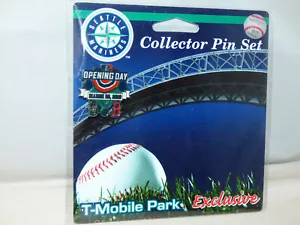 SEATTLE
MARINERS
Collector Pin Set
OPENING DAY
T-Mobile Park
Exclusive